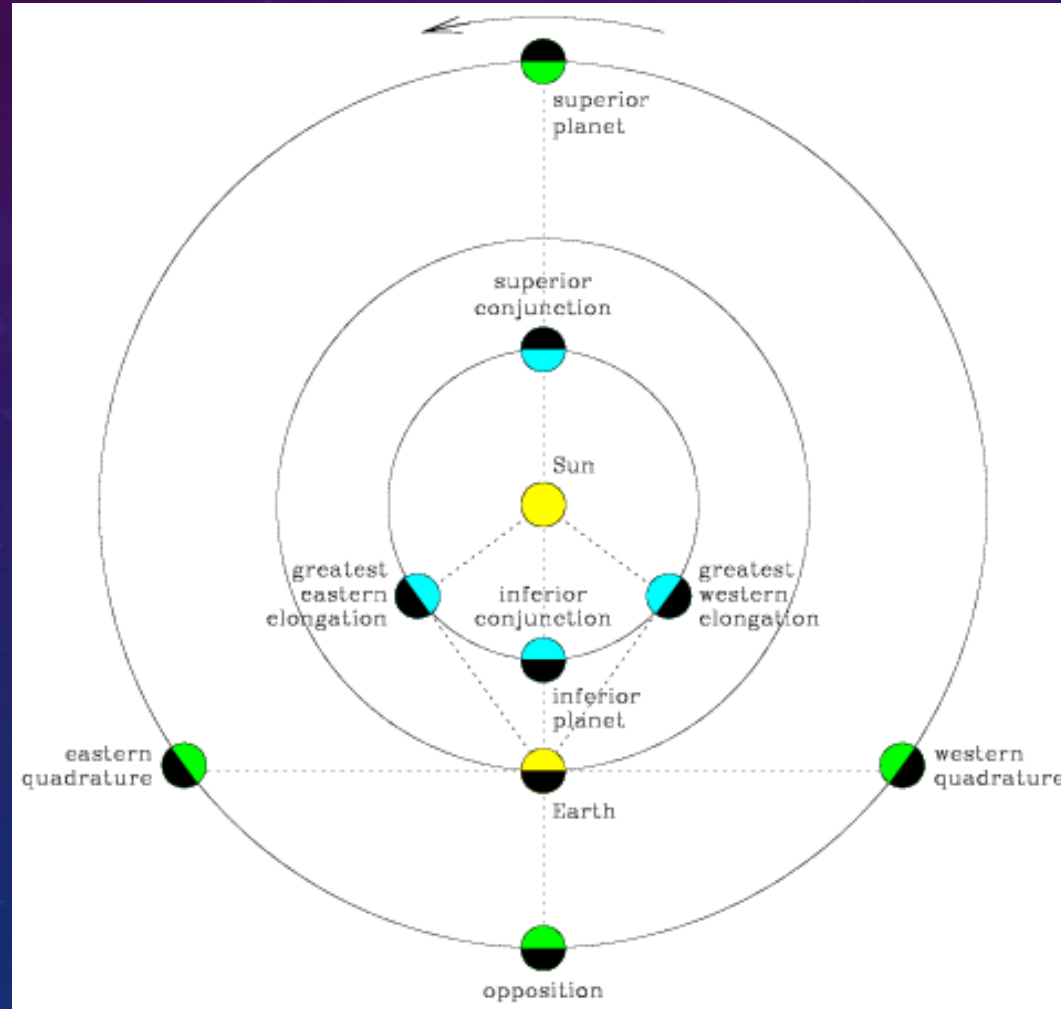 superior
planet
superior
conjunction
Sun
greatest
eastern
elongation
inferior
conjunction
greatest
western
elongation
inferior
planet
eastern
quadrature
western
quadrature
Earth
opposition